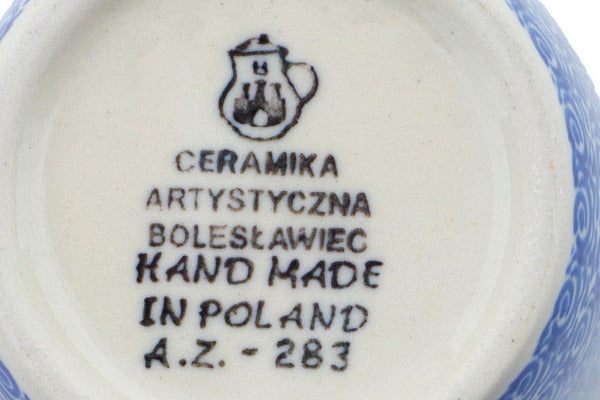 CERAMIKA
ARTYSTYCZNA
BOLESŁAWIEC
HAND MADE
IN POLAND
A.Z. - 283